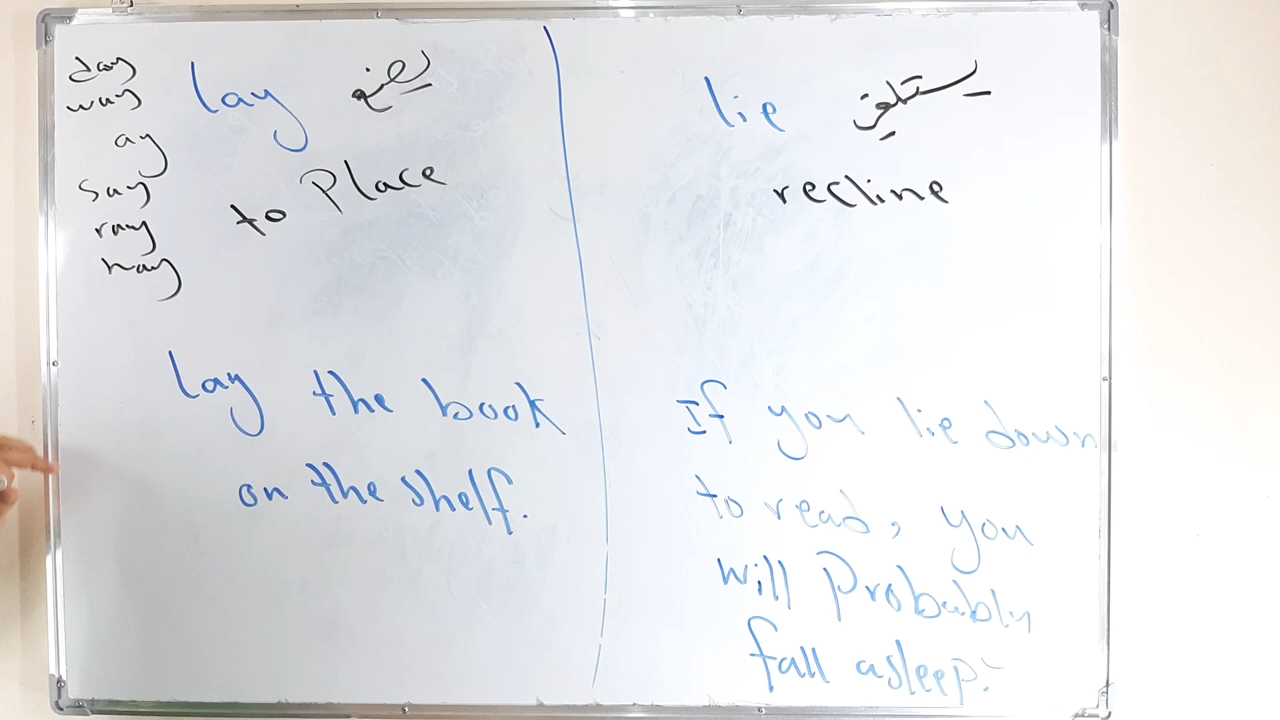 day
way
ay
say
ray
hay
lay يضع
to Place
lay the book
on the shelf.
lie يستلقي
recline
If you lie down
to read, you
will Probably
fall asleep.